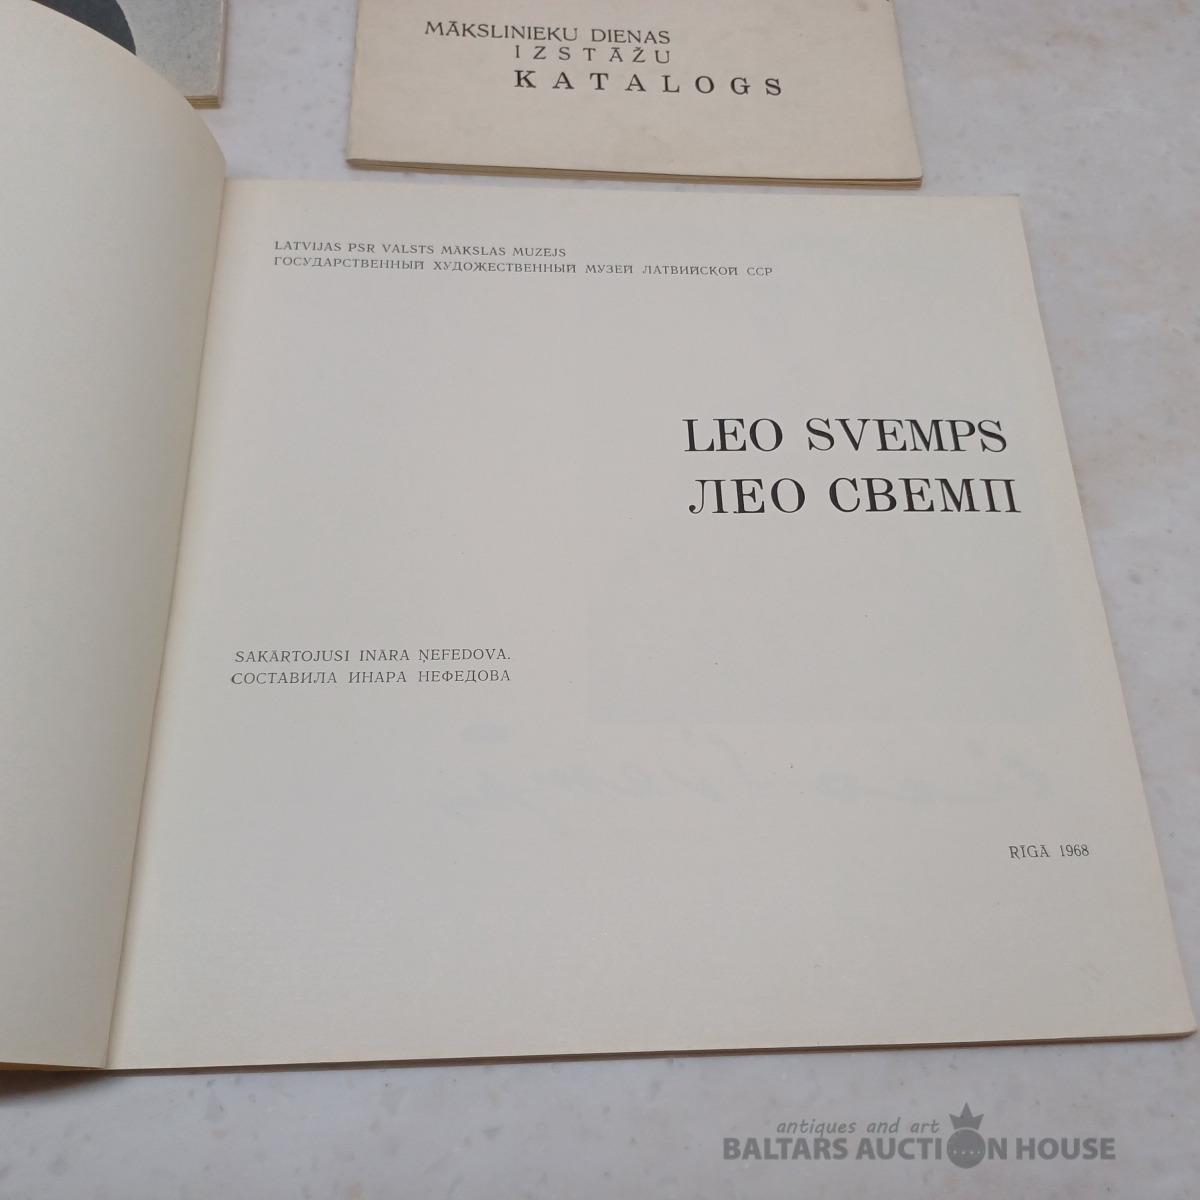 MĀKSLINIEKU DIENAS
IZSTĀŽU
KATALOGS
LATVIJAS PSR VALSTS MĀKSLAS MUZEJS
ГОСУДАРСТВЕННЫЙ ХУДОЖЕСТВЕННЫЙ МУЗЕЙ ЛАТВИЙСКОЙ ССР
LEO SVEMPS
ЛЕО СВЕМП
SAKĀRTOJUSI INĀRA ŅEFEDOVA.
СОСТАВИЛА ИНАРА НЕФЕДОВА
RĪGĀ 1968
antiques and art
BALTARS AUCTION HOUSE